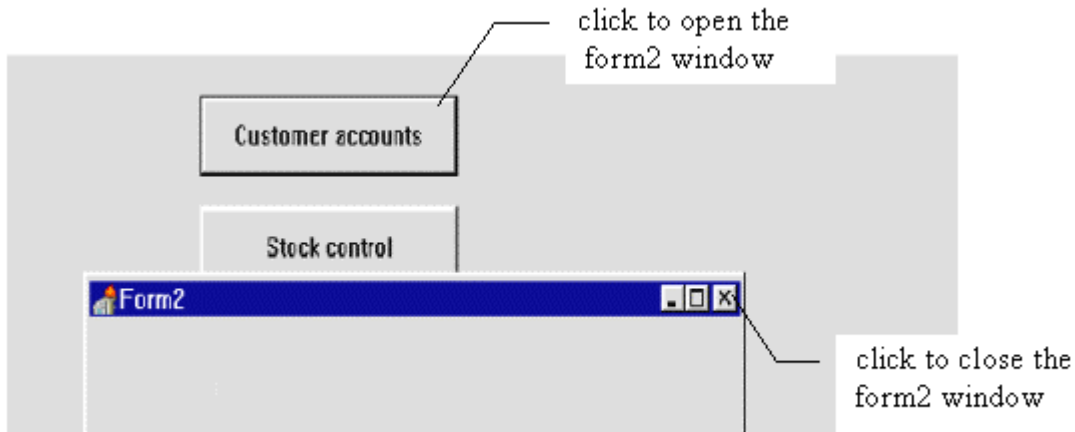 click to open the
form2 window
Customer accounts
Stock control
Form2
click to close the
form2 window